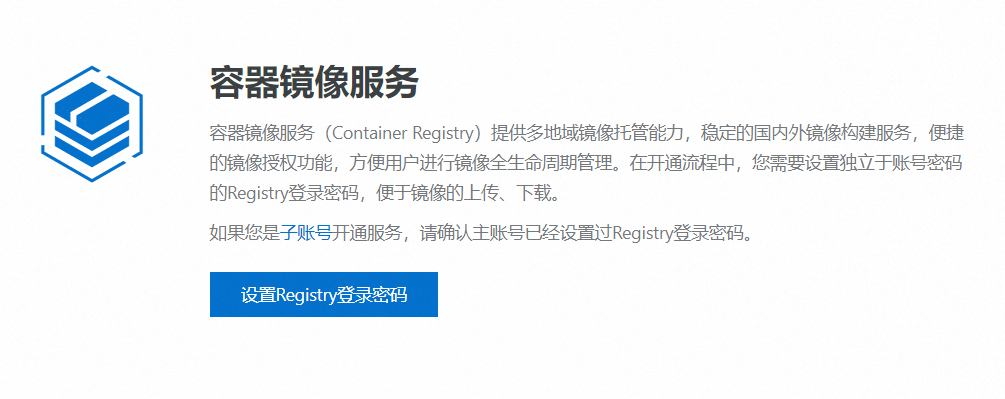 容器镜像服务
容器镜像服务（Container Registry）提供多地域镜像托管能力，稳定的国内外镜像构建服务，便捷
的镜像授权功能，方便用户进行镜像全生命周期管理。在开通流程中，您需要设置独立于账号密码
的Registry登录密码，便于镜像的上传、下载。
如果您是子账号开通服务，请确认主账号已经设置过Registry登录密码。
设置Registry登录密码